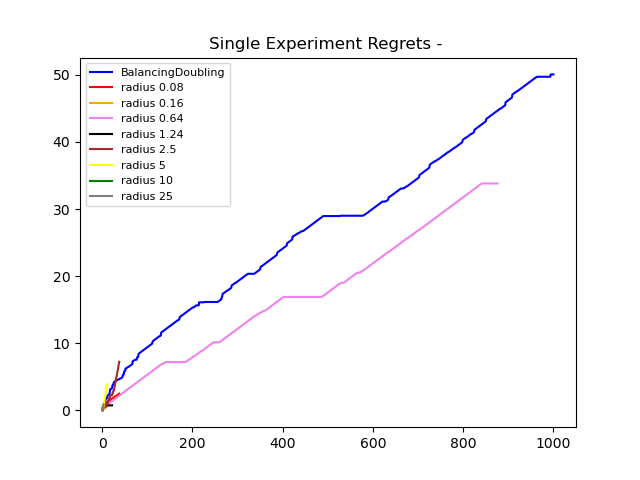 Single Experiment Regrets -
BalancingDoubling
radius 0.08
radius 0.16
radius 0.64
radius 1.24
radius 2.5
radius 5
radius 10
radius 25
50
40
30
20
10
0
0 200 400 600 800 1000